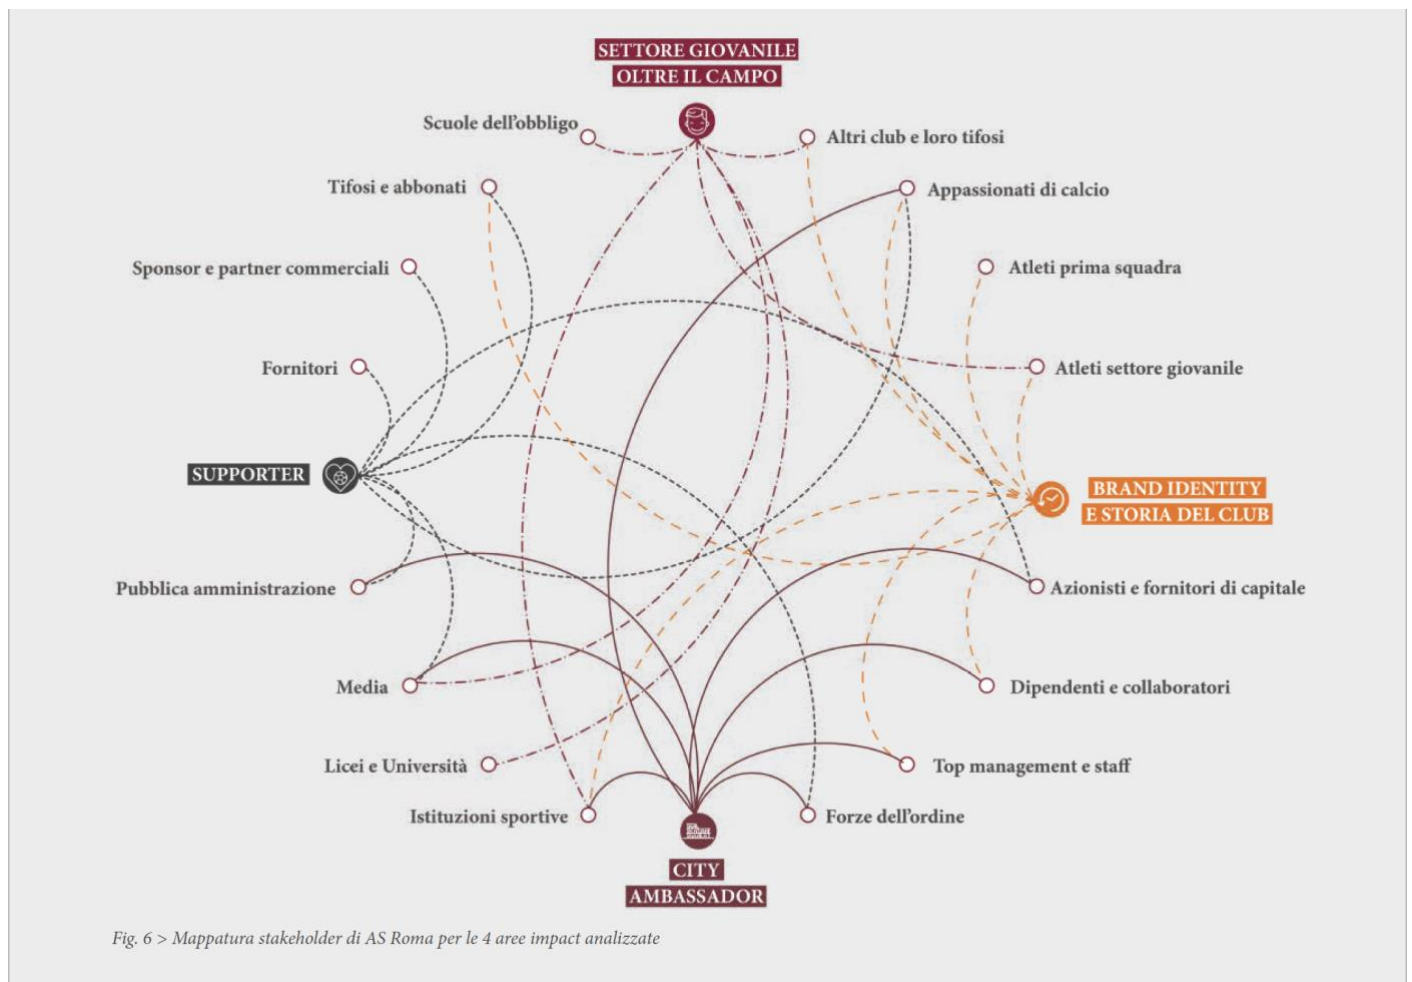 SETTORE GIOVANILE
OLTRE IL CAMPO
Scuole dell'obbligo
Altri club e loro tifosi
Tifosi e abbonati
Appassionati di calcio
Sponsor e partner commerciali
Atleti prima squadra
Fornitori
Atleti settore giovanile
SUPPORTER
BRAND IDENTITY
E STORIA DEL CLUB
Pubblica amministrazione
Azionisti e fornitori di capitale
Media
Dipendenti e collaboratori
Licei e Università
Top management e staff
Istituzioni sportive
Forze dell'ordine
CITY
AMBASSADOR
Fig. 6 > Mappatura stakeholder di AS Roma per le 4 aree impact analizzate